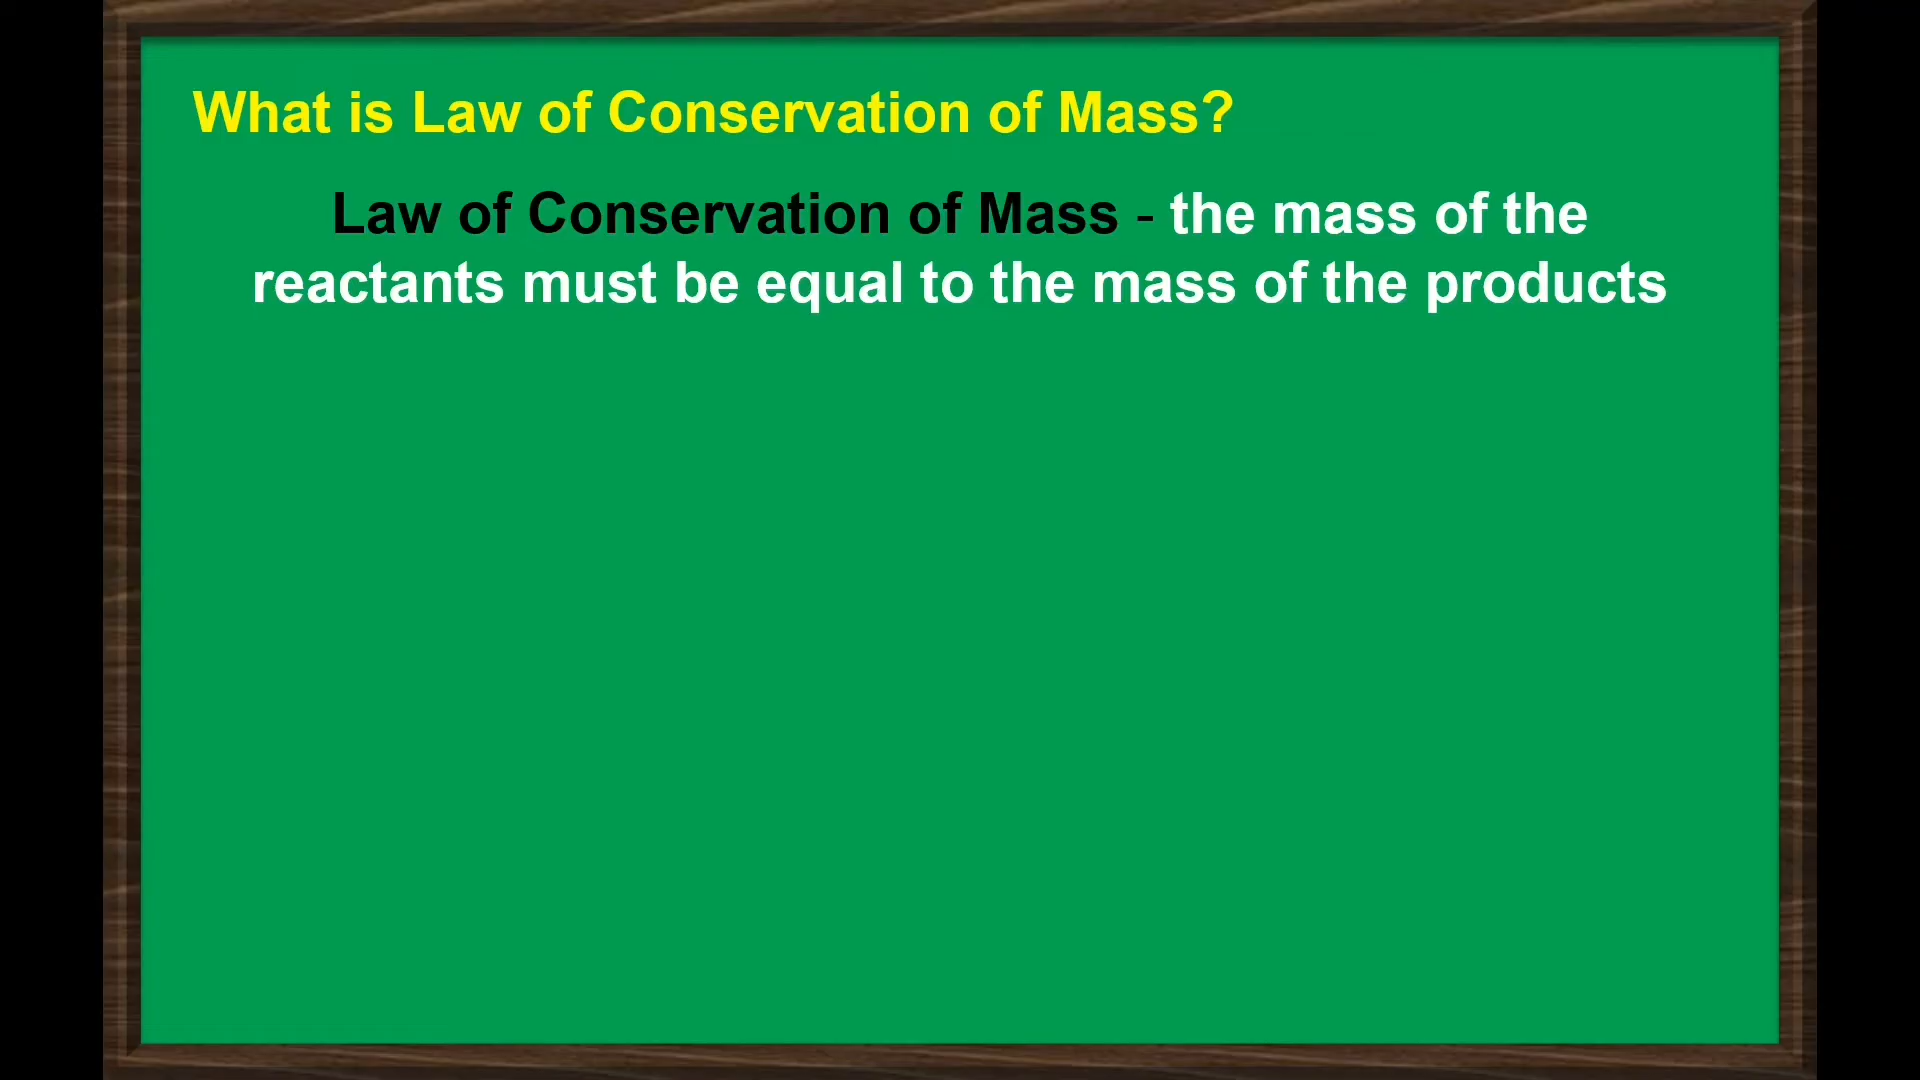 What is Law of Conservation of Mass?
Law of Conservation of Mass - the mass of the
reactants must be equal to the mass of the products